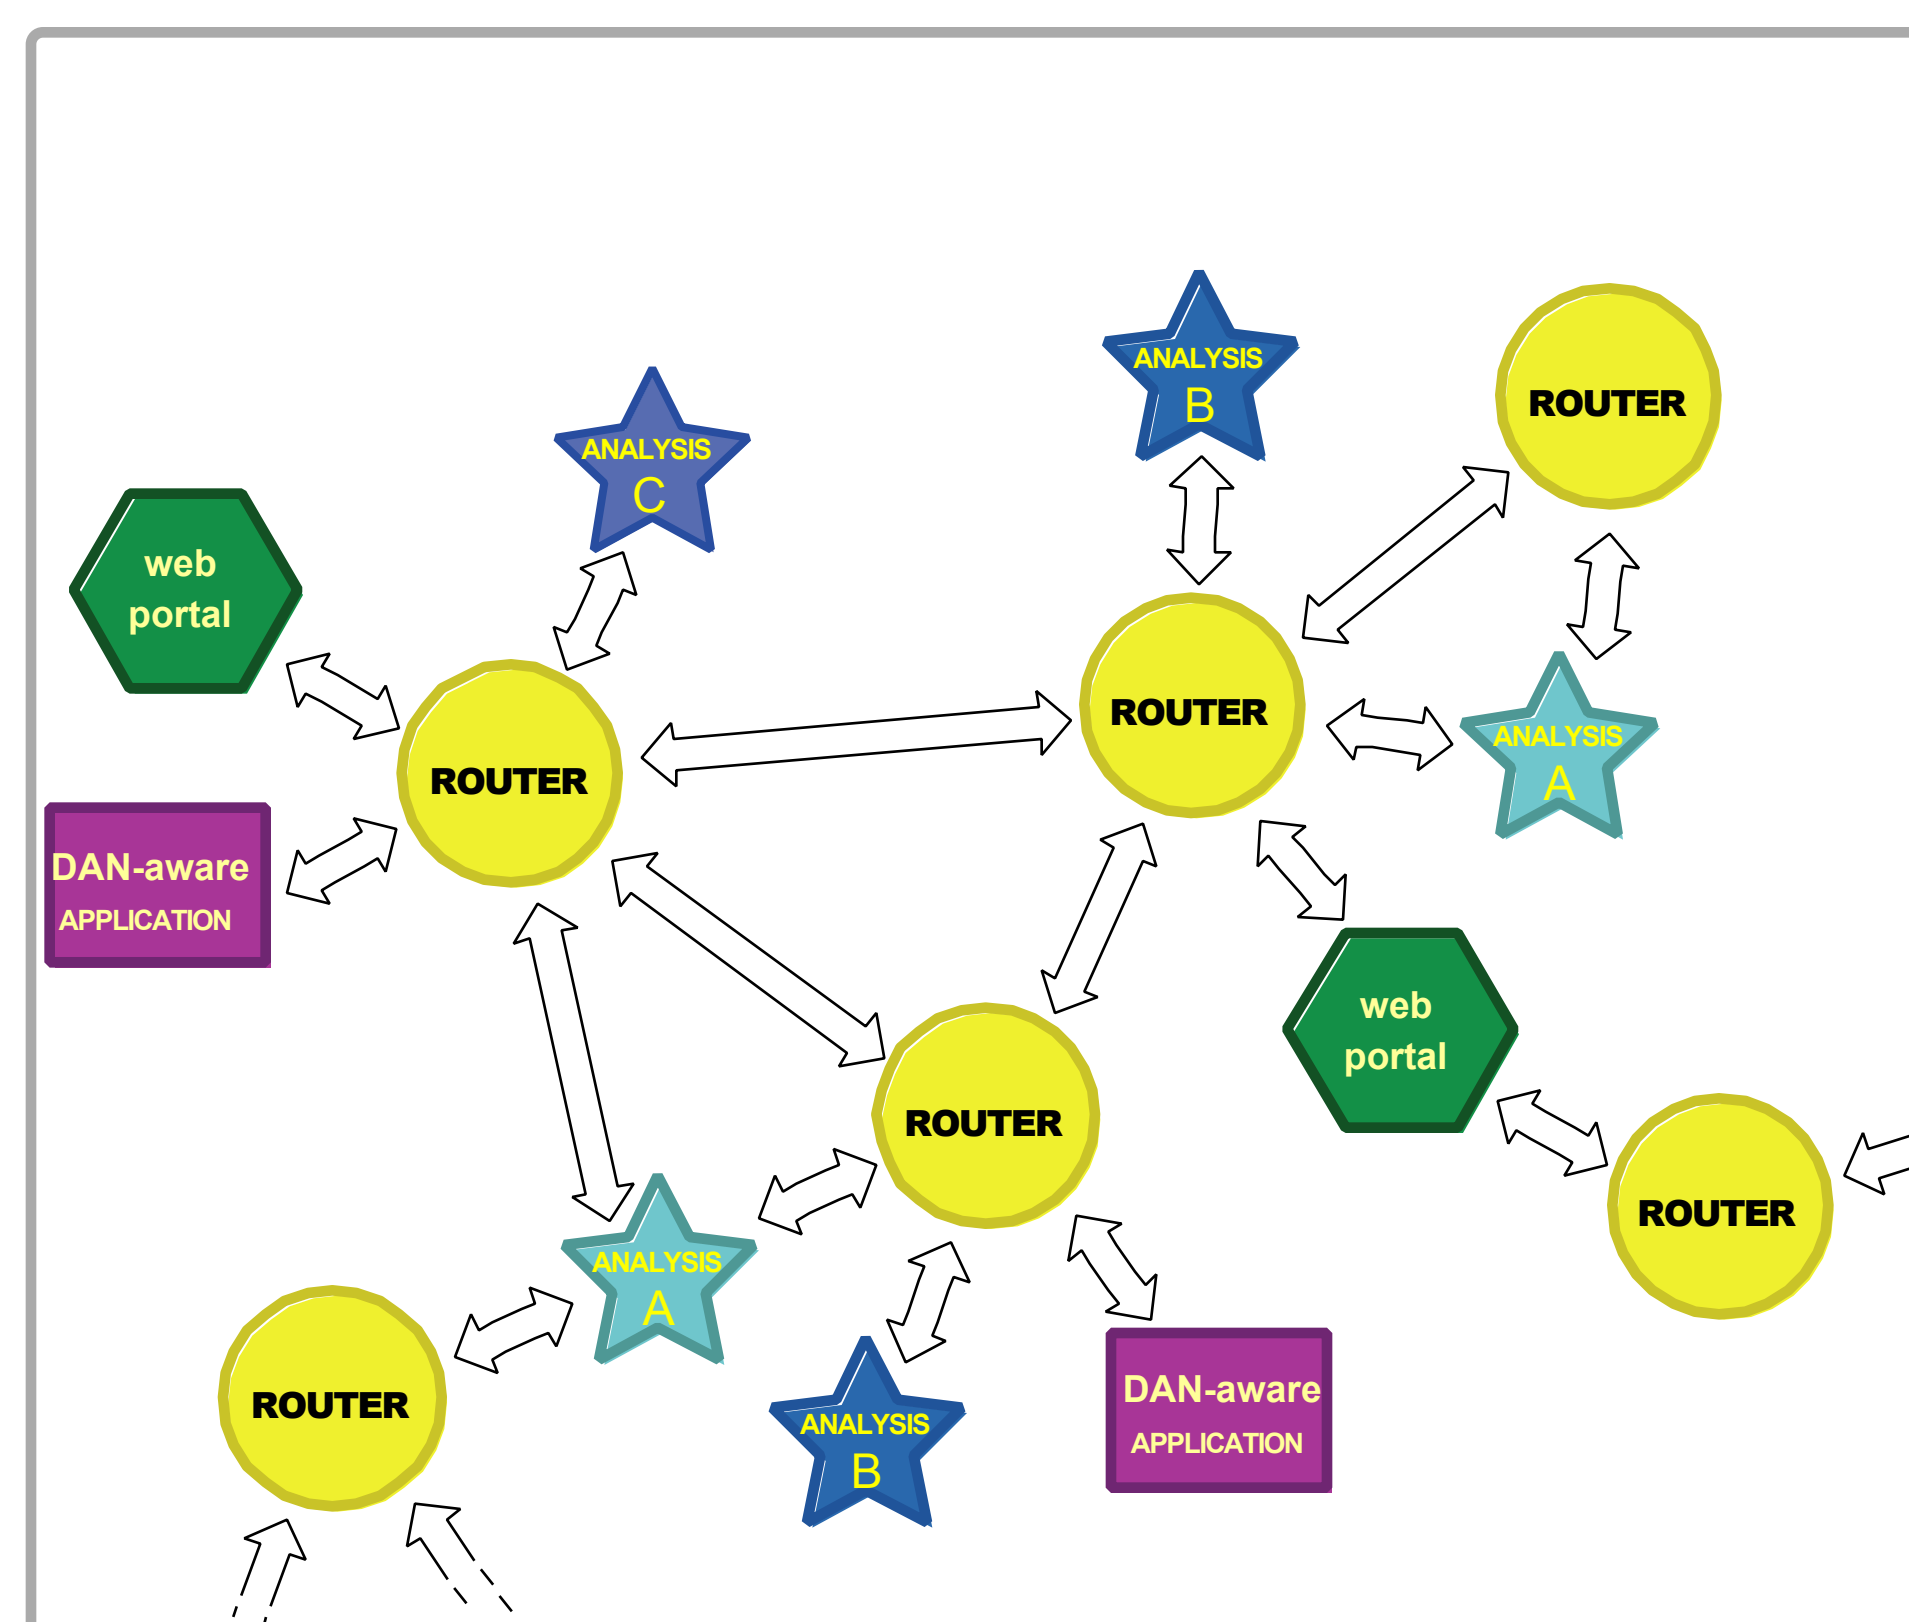 ANALYSIS
B
ROUTER
ANALYSIS
C
web
portal
ROUTER
ANALYSIS
A
ROUTER
DAN-aware
APPLICATION
web
portal
ROUTER
ROUTER
ANALYSIS
A
ROUTER
DAN-aware
APPLICATION
ANALYSIS
B
ROUTER